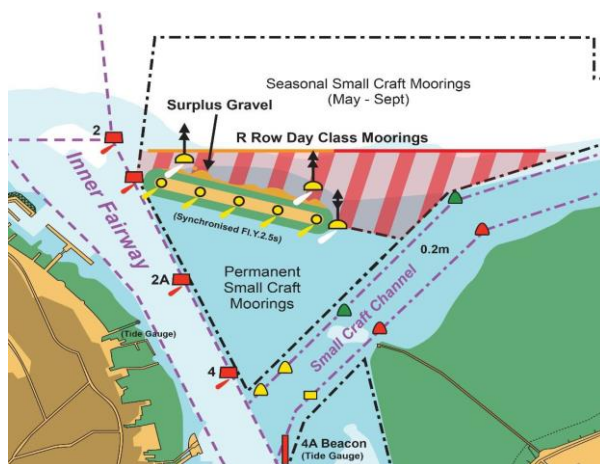 Seasonal Small Craft Moorings
(May - Sept)
Surplus Gravel
2
R Row Day Class Moorings
Inner Fairway
(Synchronised Fl.Y.2.5s)
0.2m
2A
Permanent
Small Craft
Moorings
Small Craft Channel
(Tide Gauge)
4
4A Beacon
(Tide Gauge)